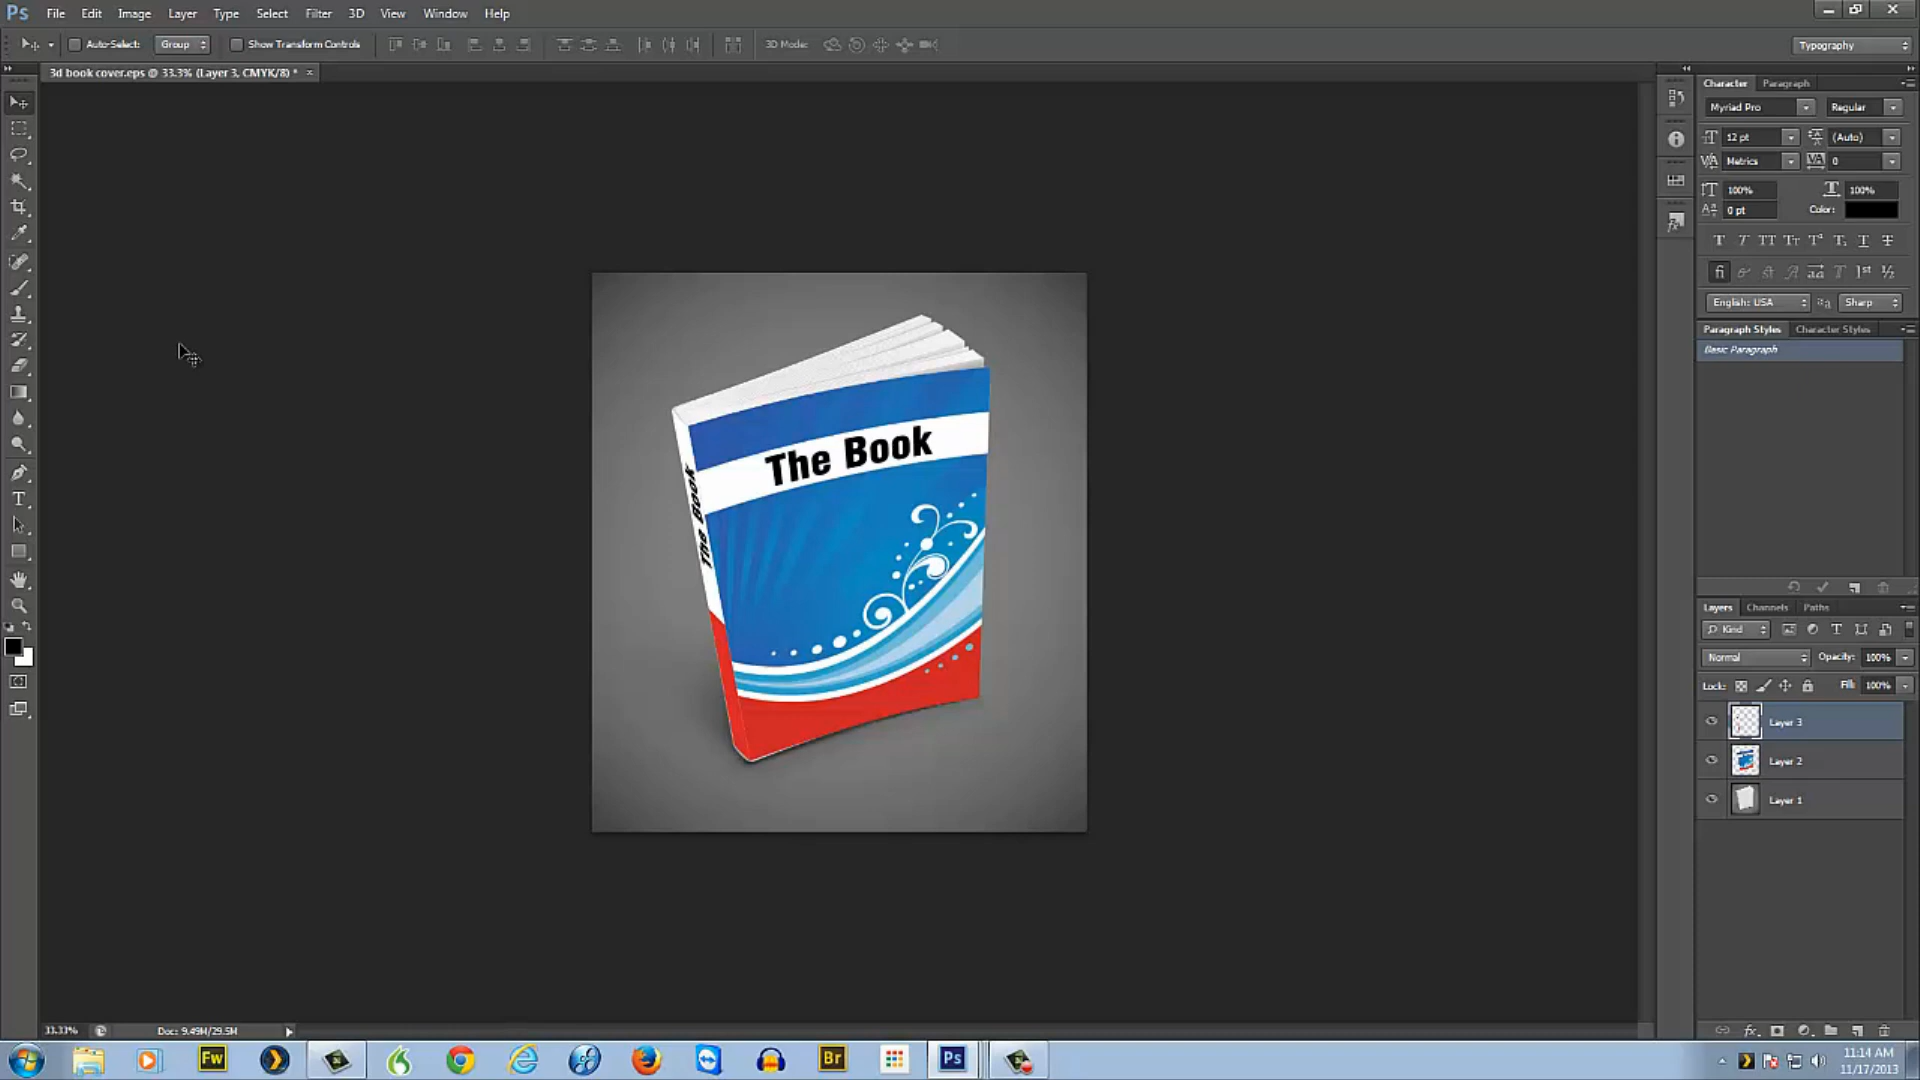 Ps File Edit Image Layer Type Select Filter 3D View Window Help
Auto-Select: Group Show Transform Controls 3D Mode: Typography
3d book cover.eps @ 33.3% (Layer 3, CMYK/8) * ×
Character Paragraph
Myriad Pro Regular
12 pt (Auto)
Metrics 0
100% 100%
0 pt Color:
English: USA Sharp
Paragraph Styles Character Styles
Basic Paragraph
The Book
The Book
Layers Channels Paths
Kind
Normal Opacity: 100%
Lock: Fill: 100%
Layer 3
Layer 2
Layer 1
33.33% Doc: 9.49M/29.5M
Fw Br Ps
11:14 AM
11/17/2013